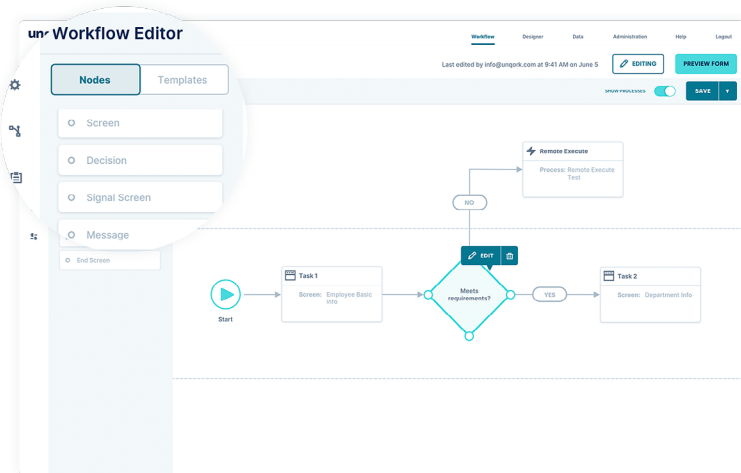 Workflow Editor
Workflow
Designer
Data
Administration
Help
Logout
Last edited by info@unqork.com at 9:41 AM on June 5
EDITING
PREVIEW FORM
SHOW PROCESSES
SAVE
Nodes
Templates
Screen
Decision
Signal Screen
Message
End Screen
Remote Execute
Process: Remote Execute
Test
NO
EDIT
Start
Task 1
Screen: Employee Basic
Info
Meets
requirements?
YES
Task 2
Screen: Department Info